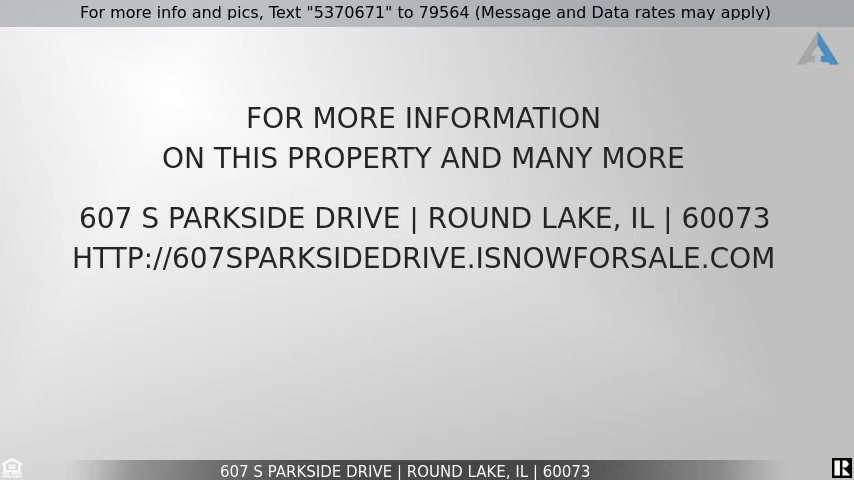 For more info and pics, Text "5370671" to 79564 (Message and Data rates may apply)
FOR MORE INFORMATION
ON THIS PROPERTY AND MANY MORE
607 S PARKSIDE DRIVE | ROUND LAKE, IL | 60073
HTTP://607SPARKSIDEDRIVE.ISNOWFORSALE.COM
607 S PARKSIDE DRIVE | ROUND LAKE, IL | 60073